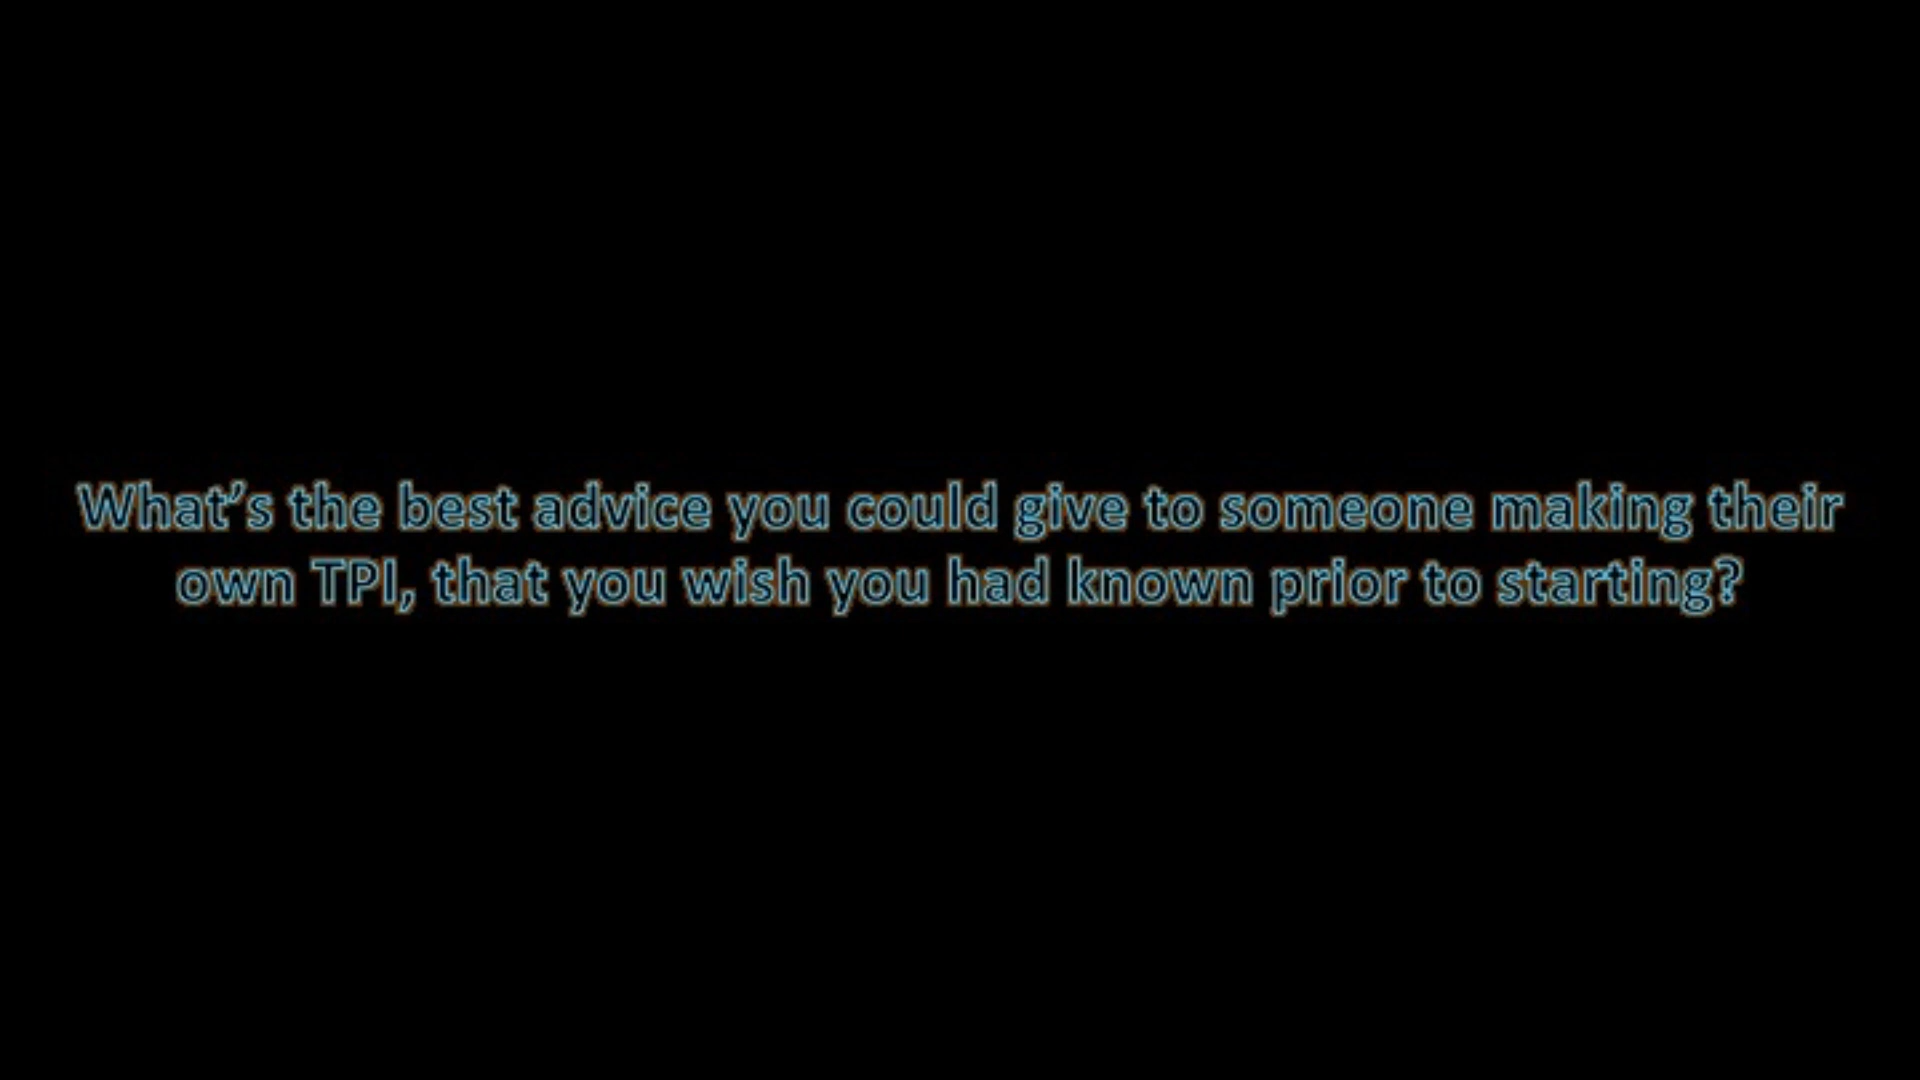 What’s the best advice you could give to someone making their
own TPI, that you wish you had known prior to starting?